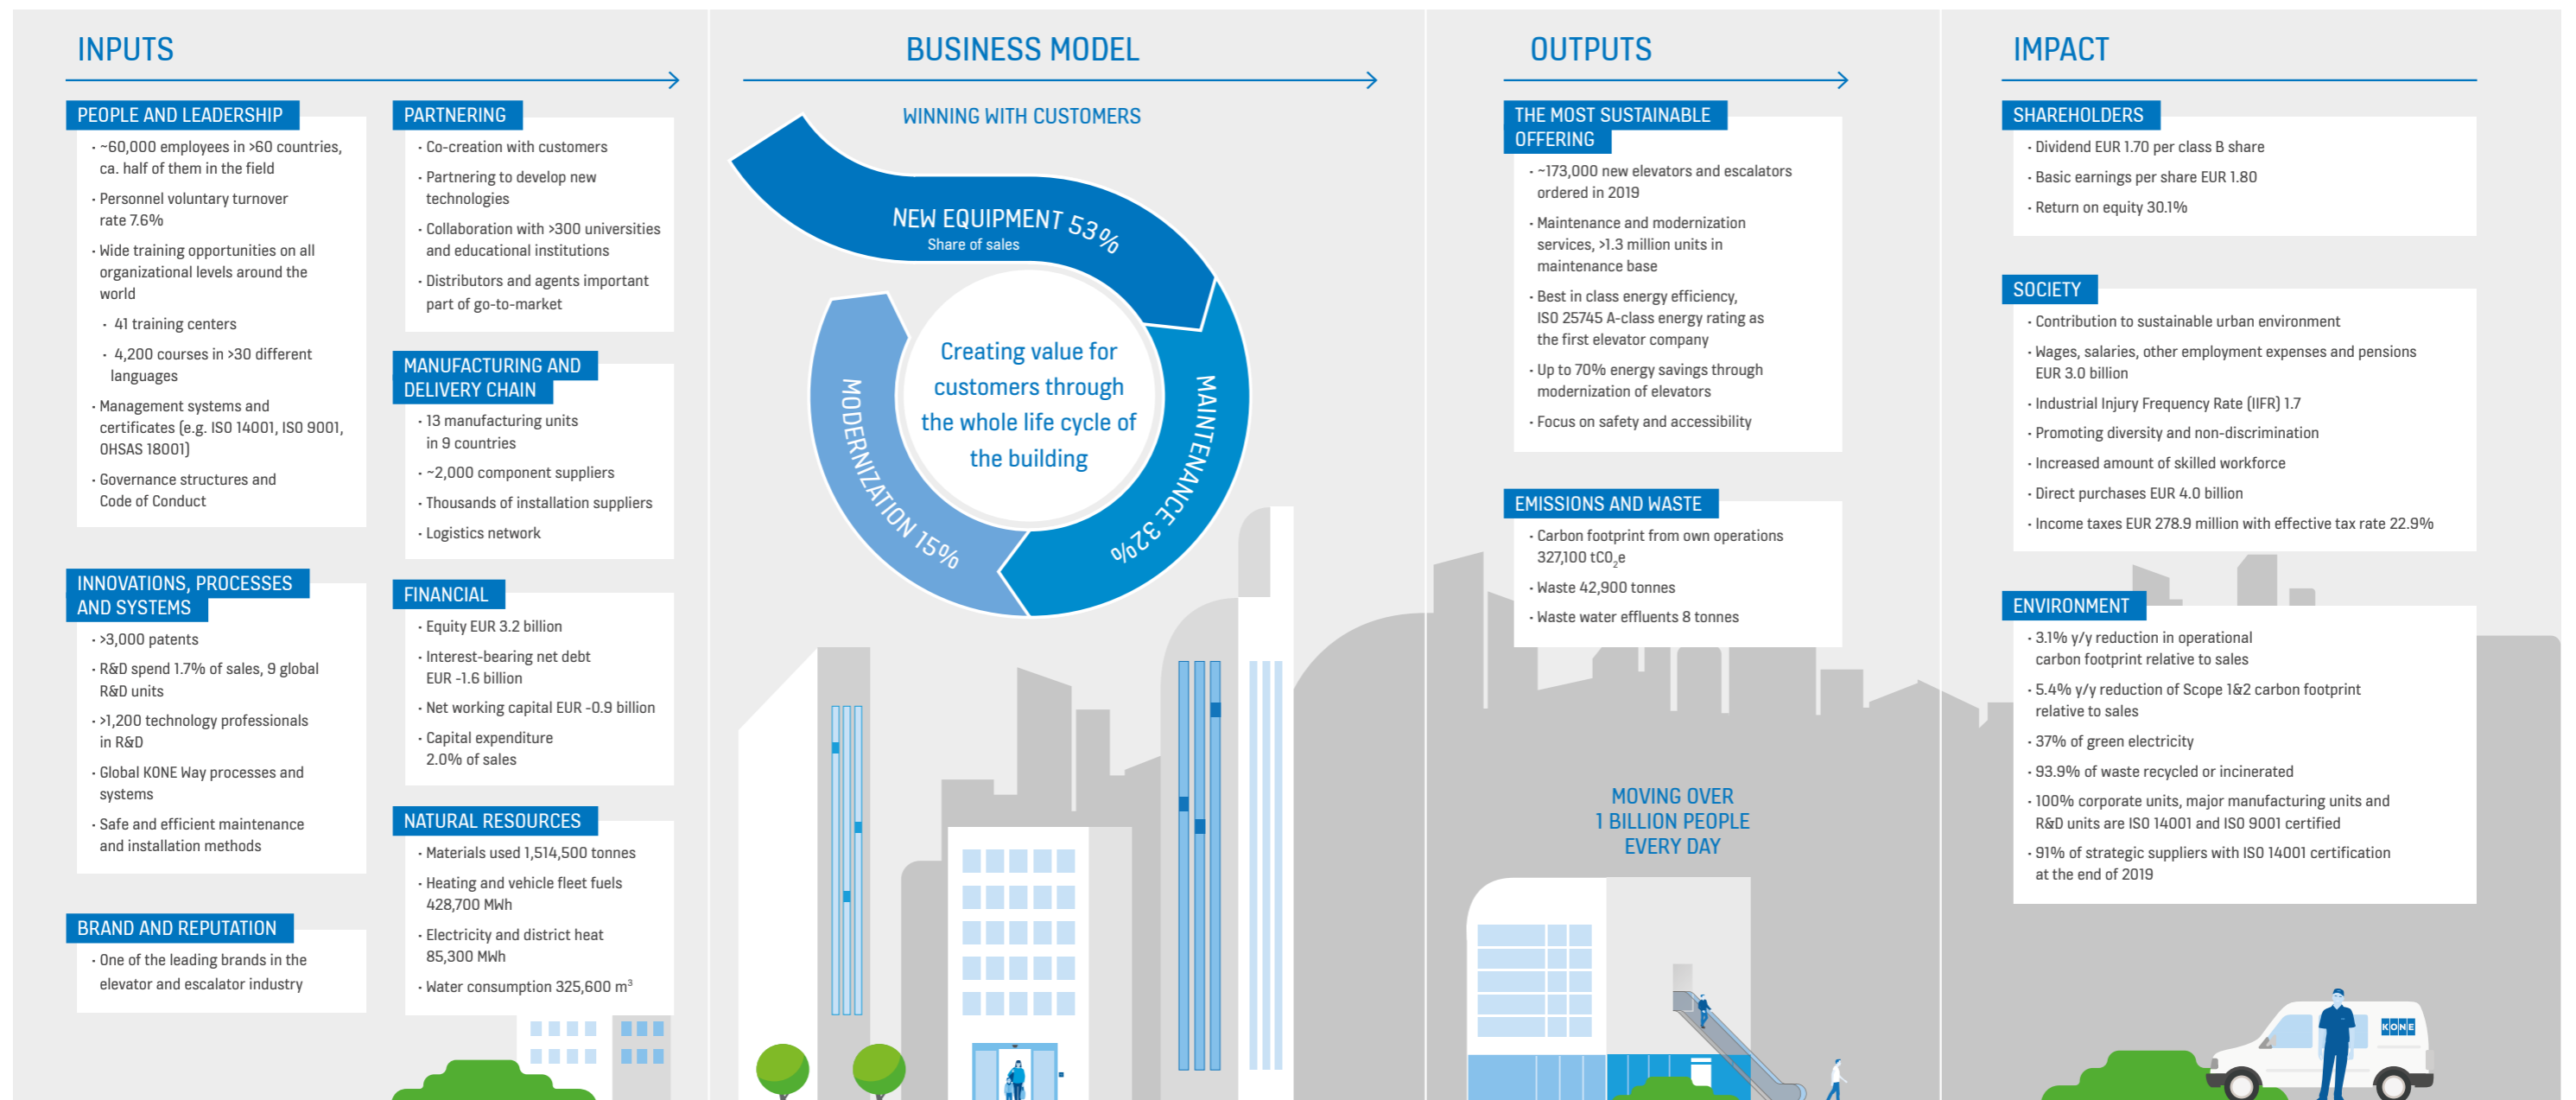 INPUTS
PEOPLE AND LEADERSHIP
· ~60,000 employees in >60 countries,
ca. half of them in the field
· Personnel voluntary turnover
rate 7.6%
· Wide training opportunities on all
organizational levels around the
world
· 41 training centers
· 4,200 courses in >30 different
languages
· Management systems and
certificates (e.g. ISO 14001, ISO 9001,
OHSAS 18001)
· Governance structures and
Code of Conduct
INNOVATIONS, PROCESSES
AND SYSTEMS
· >3,000 patents
· R&D spend 1.7% of sales, 9 global
R&D units
· >1,200 technology professionals
in R&D
· Global KONE Way processes and
systems
· Safe and efficient maintenance
and installation methods
BRAND AND REPUTATION
· One of the leading brands in the
elevator and escalator industry
PARTNERING
· Co-creation with customers
· Partnering to develop new
technologies
· Collaboration with >300 universities
and educational institutions
· Distributors and agents important
part of go-to-market
MANUFACTURING AND
DELIVERY CHAIN
· 13 manufacturing units
in 9 countries
· ~2,000 component suppliers
· Thousands of installation suppliers
· Logistics network
FINANCIAL
· Equity EUR 3.2 billion
· Interest-bearing net debt
EUR -1.6 billion
· Net working capital EUR -0.9 billion
· Capital expenditure
2.0% of sales
NATURAL RESOURCES
· Materials used 1,514,500 tonnes
· Heating and vehicle fleet fuels
428,700 MWh
· Electricity and district heat
85,300 MWh
· Water consumption 325,600 m³
BUSINESS MODEL
WINNING WITH CUSTOMERS
NEW EQUIPMENT 53%
Share of sales
MAINTENANCE 32%
MODERNIZATION 15%
Creating value for
customers through
the whole life cycle of
the building
OUTPUTS
THE MOST SUSTAINABLE
OFFERING
· ~173,000 new elevators and escalators
ordered in 2019
· Maintenance and modernization
services, >1.3 million units in
maintenance base
· Best in class energy efficiency,
ISO 25745 A-class energy rating as
the first elevator company
· Up to 70% energy savings through
modernization of elevators
· Focus on safety and accessibility
EMISSIONS AND WASTE
· Carbon footprint from own operations
327,100 tCO₂e
· Waste 42,900 tonnes
· Waste water effluents 8 tonnes
MOVING OVER
1 BILLION PEOPLE
EVERY DAY
IMPACT
SHAREHOLDERS
· Dividend EUR 1.70 per class B share
· Basic earnings per share EUR 1.80
· Return on equity 30.1%
SOCIETY
· Contribution to sustainable urban environment
· Wages, salaries, other employment expenses and pensions
EUR 3.0 billion
· Industrial Injury Frequency Rate (IIFR) 1.7
· Promoting diversity and non-discrimination
· Increased amount of skilled workforce
· Direct purchases EUR 4.0 billion
· Income taxes EUR 278.9 million with effective tax rate 22.9%
ENVIRONMENT
· 3.1% y/y reduction in operational
carbon footprint relative to sales
· 5.4% y/y reduction of Scope 1&2 carbon footprint
relative to sales
· 37% of green electricity
· 93.9% of waste recycled or incinerated
· 100% corporate units, major manufacturing units and
R&D units are ISO 14001 and ISO 9001 certified
· 91% of strategic suppliers with ISO 14001 certification
at the end of 2019
KONE